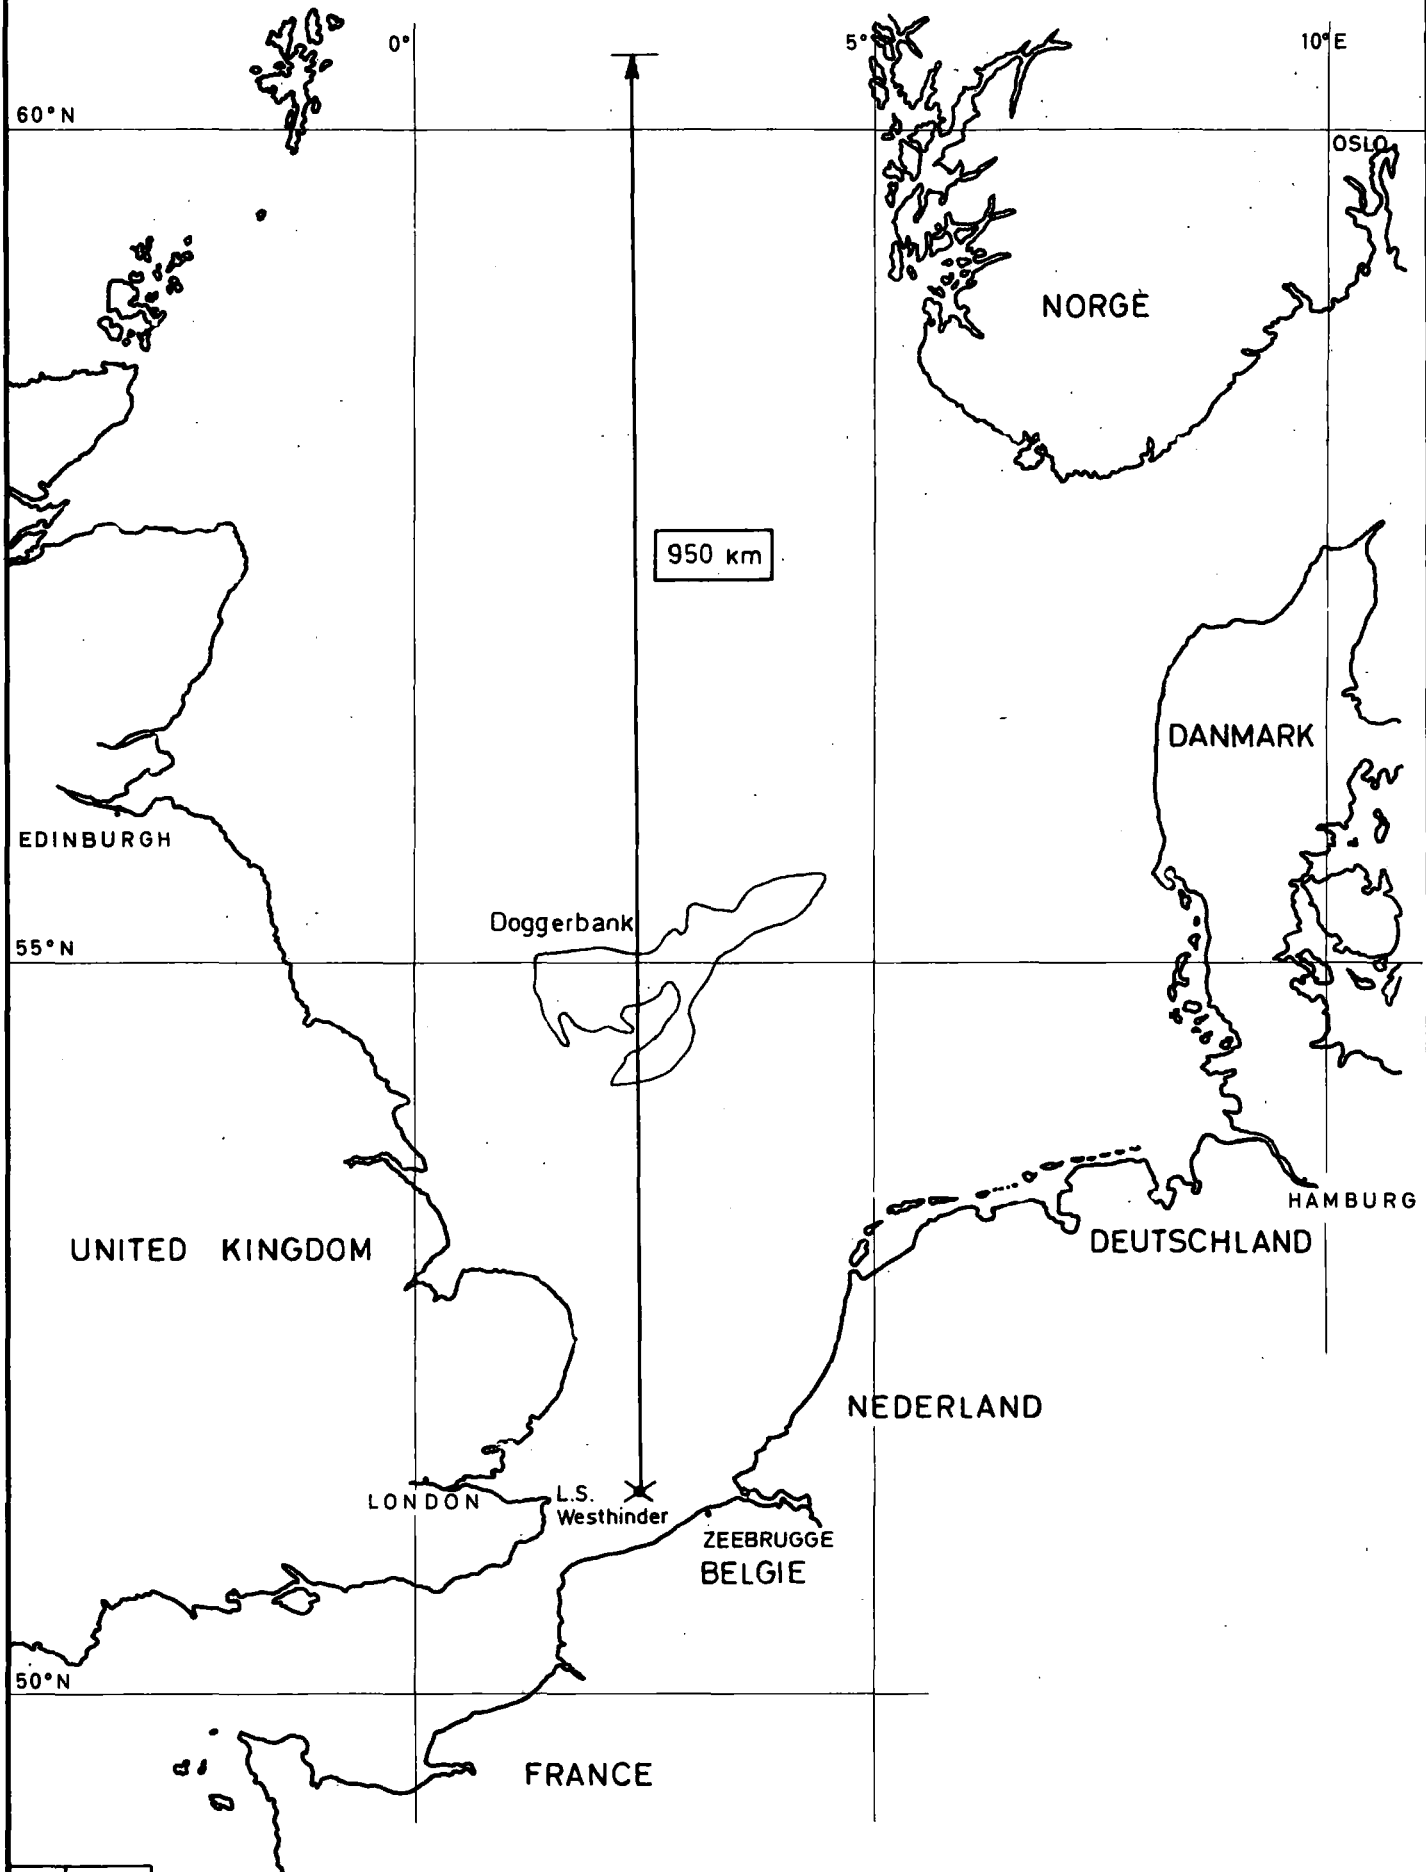 0°
5°
10°E
60°N
OSLO
NORGE
950 km
DANMARK
EDINBURGH
Doggerbank
55°N
HAMBURG
UNITED KINGDOM
DEUTSCHLAND
NEDERLAND
LONDON
L.S.
Westhinder
ZEEBRUGGE
BELGIE
50°N
FRANCE